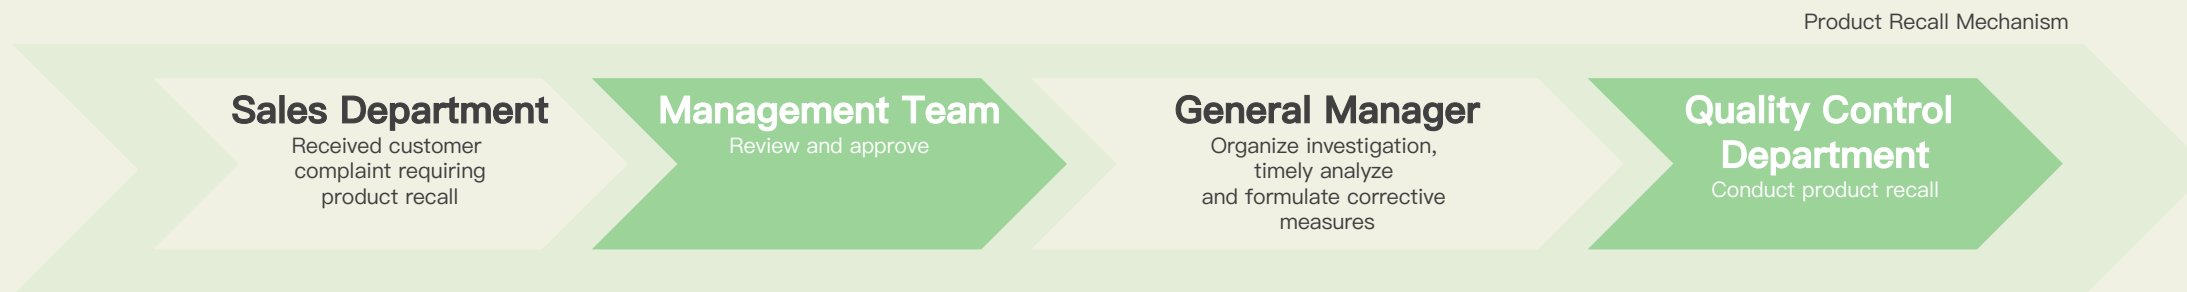 Product Recall Mechanism
Sales Department
Received customer
complaint requiring
product recall
Management Team
Review and approve
General Manager
Organize investigation,
timely analyze
and formulate corrective
measures
Quality Control
Department
Conduct product recall